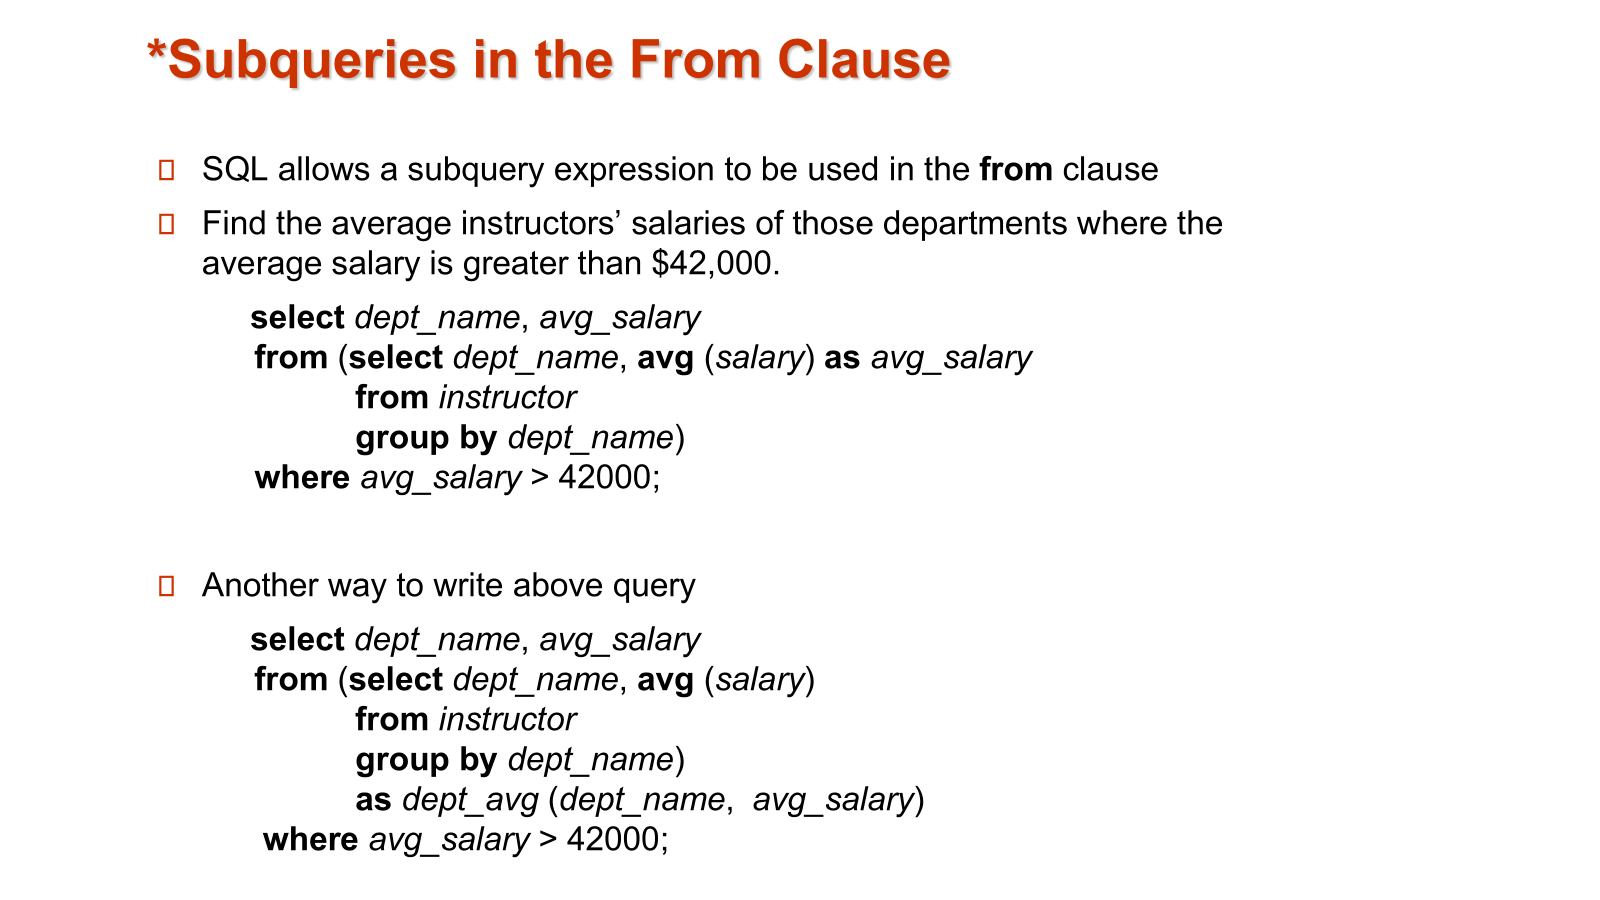 *Subqueries in the From Clause
SQL allows a subquery expression to be used in the from clause
Find the average instructors’ salaries of those departments where the
average salary is greater than $42,000.
select dept_name, avg_salary
from (select dept_name, avg (salary) as avg_salary
from instructor
group by dept_name)
where avg_salary > 42000;
Another way to write above query
select dept_name, avg_salary
from (select dept_name, avg (salary)
from instructor
group by dept_name)
as dept_avg (dept_name, avg_salary)
where avg_salary > 42000;